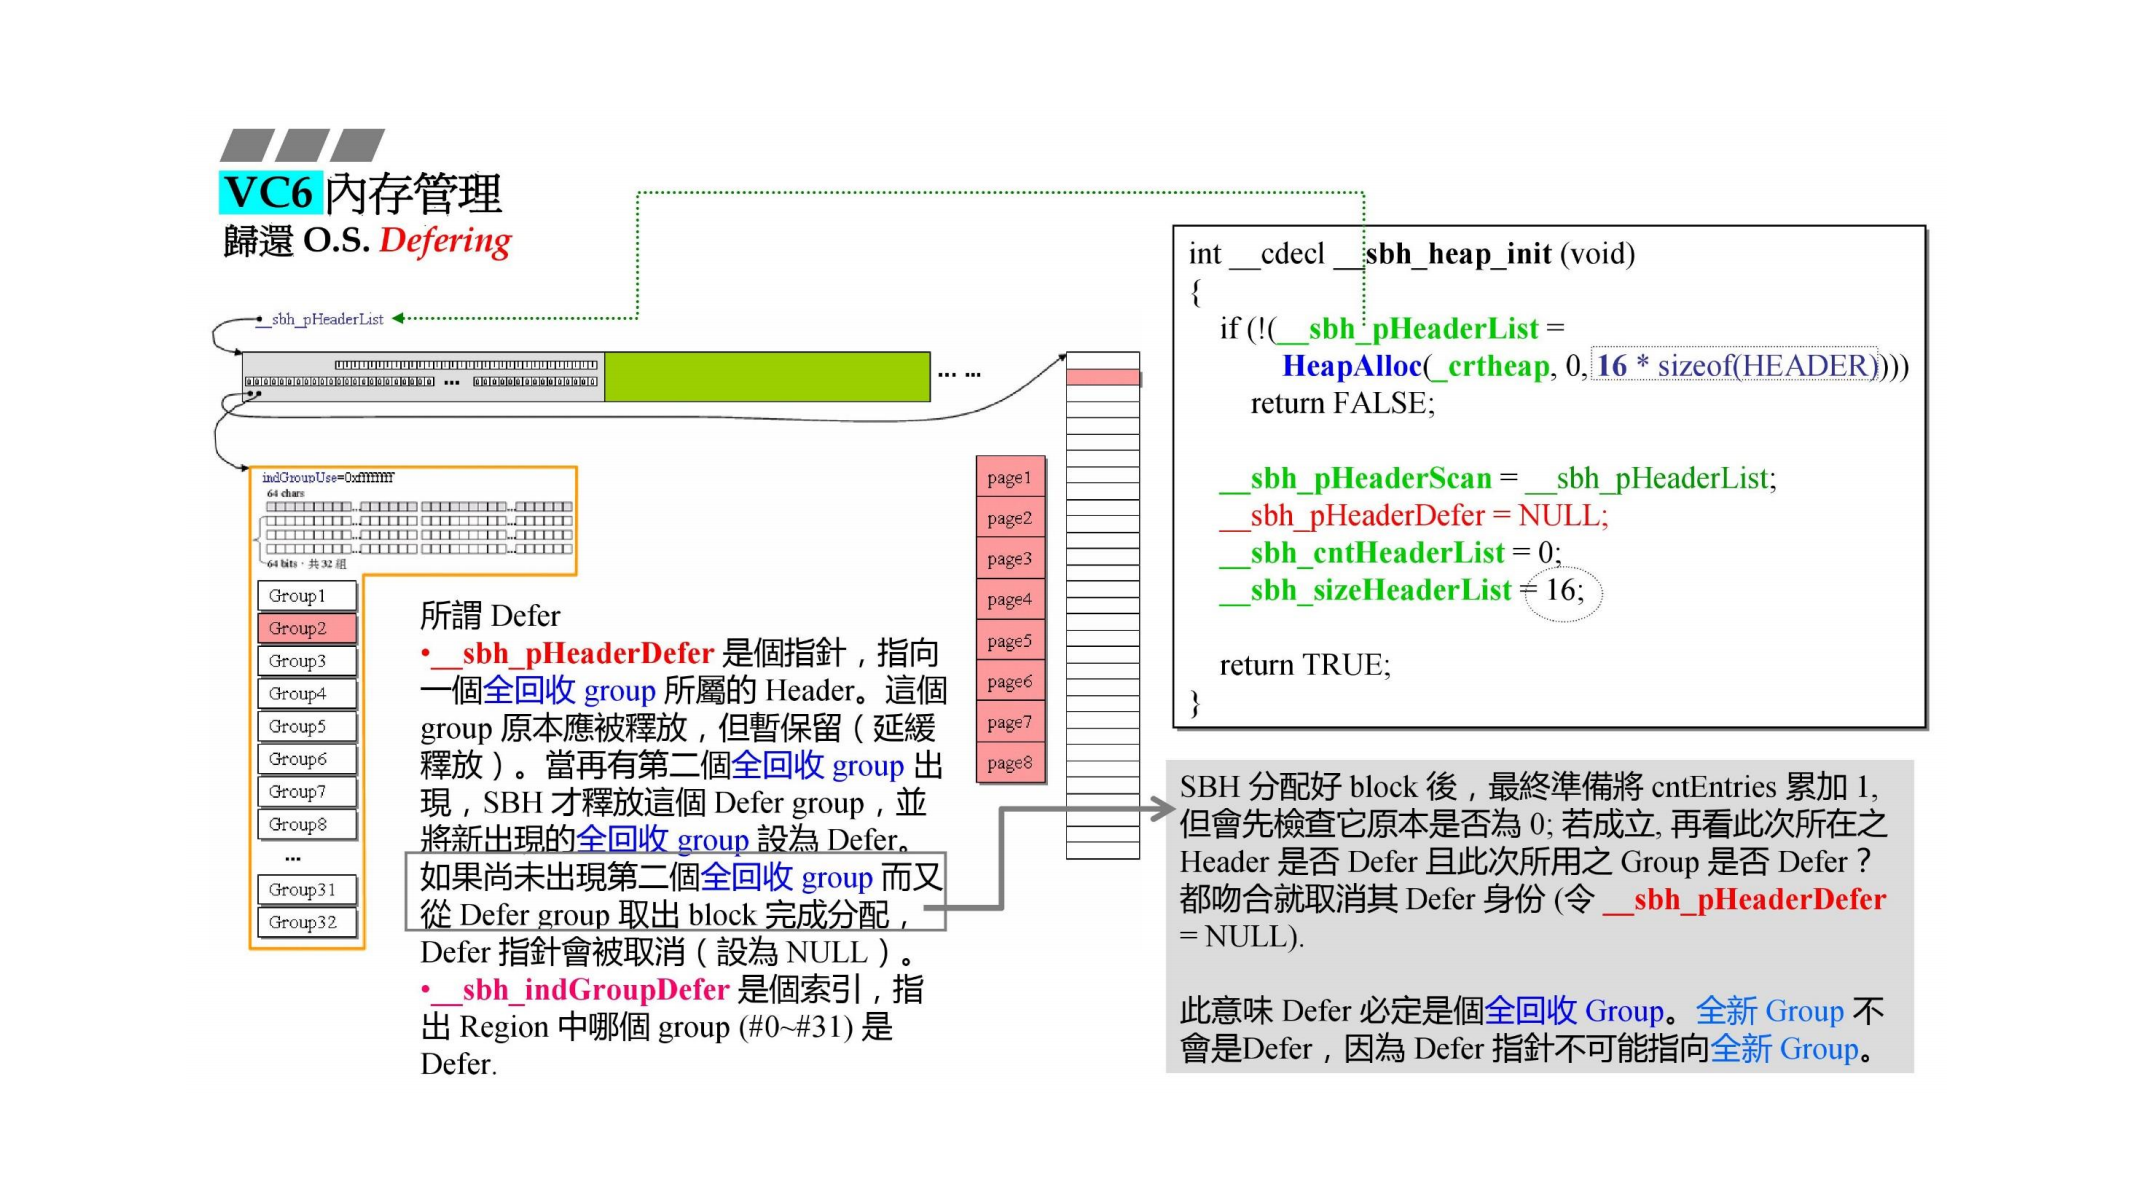 VC6 內存管理
歸還 O.S. Defering
__sbh_pHeaderList
... ...
indGroupUse=0xffffffff
64 chars
64 bits，共 32 組
Group1
Group2
Group3
Group4
Group5
Group6
Group7
Group8
...
Group31
Group32
所謂 Defer
•__sbh_pHeaderDefer 是個指針，指向
一個全回收 group 所屬的 Header。這個
group 原本應被釋放，但暫保留（延緩
釋放）。當再有第二個全回收 group 出
現，SBH 才釋放這個 Defer group，並
將新出現的全回收 group 設為 Defer。
如果尚未出現第二個全回收 group 而又
從 Defer group 取出 block 完成分配，
Defer 指針會被取消（設為 NULL）。
•__sbh_indGroupDefer 是個索引，指
出 Region 中哪個 group (#0~#31) 是
Defer.
page1
page2
page3
page4
page5
page6
page7
page8
int __cdecl __sbh_heap_init (void)
{
if (!(__sbh_pHeaderList =
HeapAlloc(_crtheap, 0, 16 * sizeof(HEADER))))
return FALSE;
__sbh_pHeaderScan = __sbh_pHeaderList;
__sbh_pHeaderDefer = NULL;
__sbh_cntHeaderList = 0;
__sbh_sizeHeaderList = 16;
return TRUE;
}
SBH 分配好 block 後，最終準備將 cntEntries 累加 1,
但會先檢查它原本是否為 0; 若成立, 再看此次所在之
Header 是否 Defer 且此次所用之 Group 是否 Defer？
都吻合就取消其 Defer 身份 (令 __sbh_pHeaderDefer
= NULL).
此意味 Defer 必定是個全回收 Group。全新 Group 不
會是Defer，因為 Defer 指針不可能指向全新 Group。